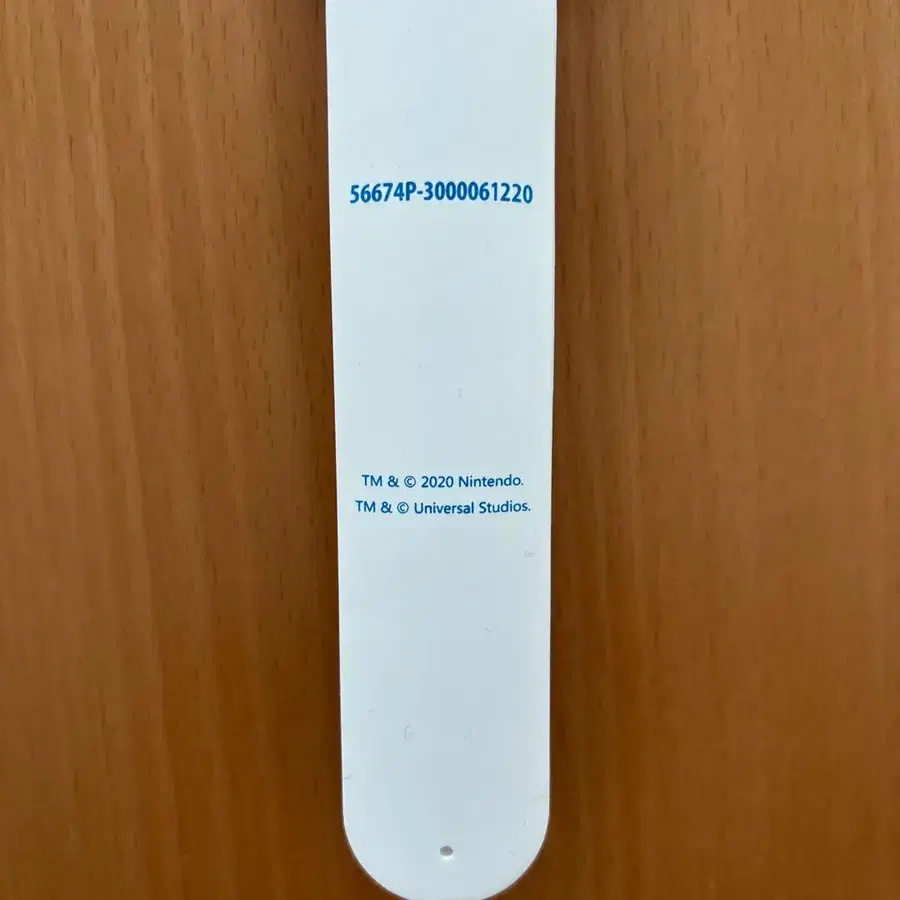 56674P-3000061220
TM & © 2020 Nintendo.
TM & © Universal Studios.